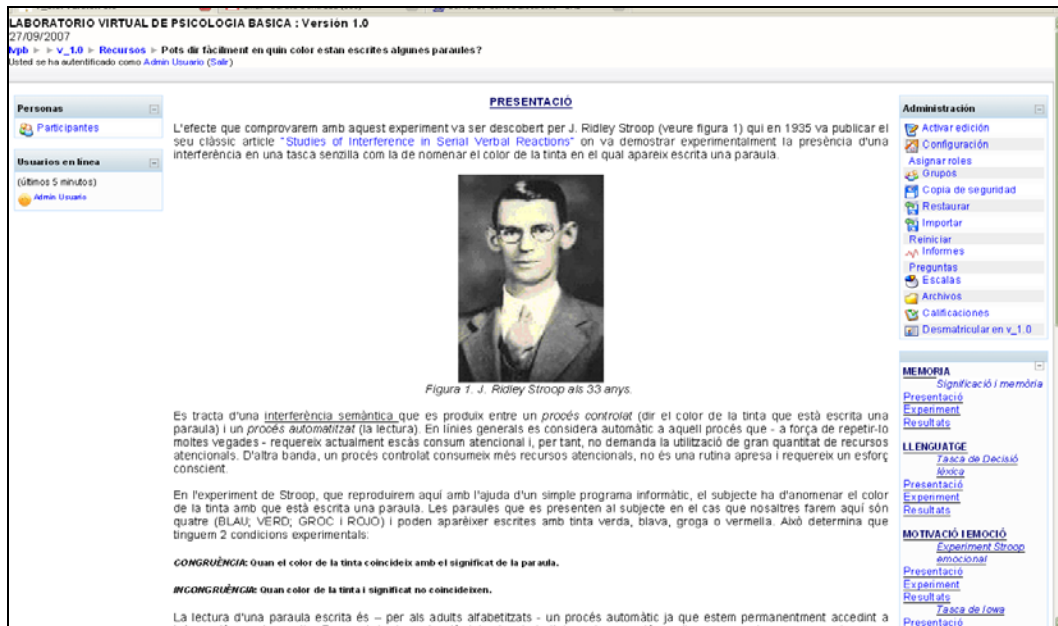 LABORATORIO VIRTUAL DE PSICOLOGIA BASICA : Versión 1.0
27/09/2007
lvpb ► ► v_1.0 ► Recursos ► Pots dir fàcilment en quin color estan escrites algunes paraules?
Usted se ha autentificado como Admin Usuario (Salir)
Personas
Participantes
Usuarios en línea
(últimos 5 minutos)
Admin Usuario
PRESENTACIÓ
L'efecte que comprovarem amb aquest experiment va ser descobert per J. Ridley Stroop (veure figura 1) qui en 1935 va publicar el
seu clàssic article "Studies of Interference in Serial Verbal Reactions" on va demostrar experimentalment la presència d'una
interferència en una tasca senzilla com la de nomenar el color de la tinta en el qual apareix escrita una paraula.
Figura 1. J. Ridley Stroop als 33 anys.
Es tracta d'una interferència semàntica que es produix entre un procés controlat (dir el color de la tinta que està escrita una
paraula) i un procés automatitzat (la lectura). En línies generals es considera automàtic a aquell procés que - a força de repetir-lo
moltes vegades - requereix actualment escàs consum atencional i, per tant, no demanda la utilització de gran quantitat de recursos
atencionals. D'altra banda, un procés controlat consumeix més recursos atencionals, no és una rutina apresa i requereix un esforç
conscient.
En l'experiment de Stroop, que reproduirem aquí amb l'ajuda d'un simple programa informàtic, el subjecte ha d'anomenar el color
de la tinta amb que està escrita una paraula. Les paraules que es presenten al subjecte en el cas que nosaltres farem aquí són
quatre (BLAU; VERD; GROC i ROJO) i poden aparèixer escrites amb tinta verda, blava, groga o vermella. Això determina que
tinguem 2 condicions experimentals:
CONGRUÈNCIA: Quan el color de la tinta coincideix amb el significat de la paraula.
INCONGRUÈNCIA: Quan color de la tinta i significat no coincideixen.
La lectura d'una paraula escrita és – per als adults alfabetitzats - un procés automàtic ja que estem permanentment accedint a
Administración
Activar edición
Configuración
Asignar roles
Grupos
Copia de seguridad
Restaurar
Importar
Reiniciar
Informes
Preguntas
Escalas
Archivos
Calificaciones
Desmatricular en v_1.0
MEMORIA
Significació i memòria
Presentació
Experiment
Resultats
LLENGUATGE
Tasca de Decisió
lèxica
Presentació
Experiment
Resultats
MOTIVACIÓ I EMOCIÓ
Experiment Stroop
emocional
Presentació
Experiment
Resultats
Tasca de Iowa
Presentació